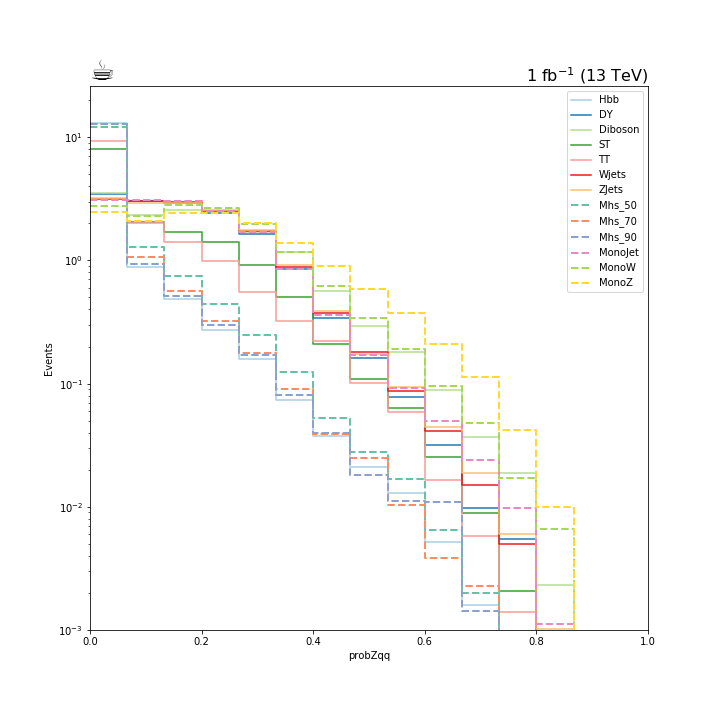 ☕
1 fb⁻¹ (13 TeV)
Hbb
DY
Diboson
ST
TT
Wjets
ZJets
Mhs_50
Mhs_70
Mhs_90
MonoJet
MonoW
MonoZ
Events
10¹
10⁰
10⁻¹
10⁻²
10⁻³
0.0 0.2 0.4 0.6 0.8 1.0
probZqq